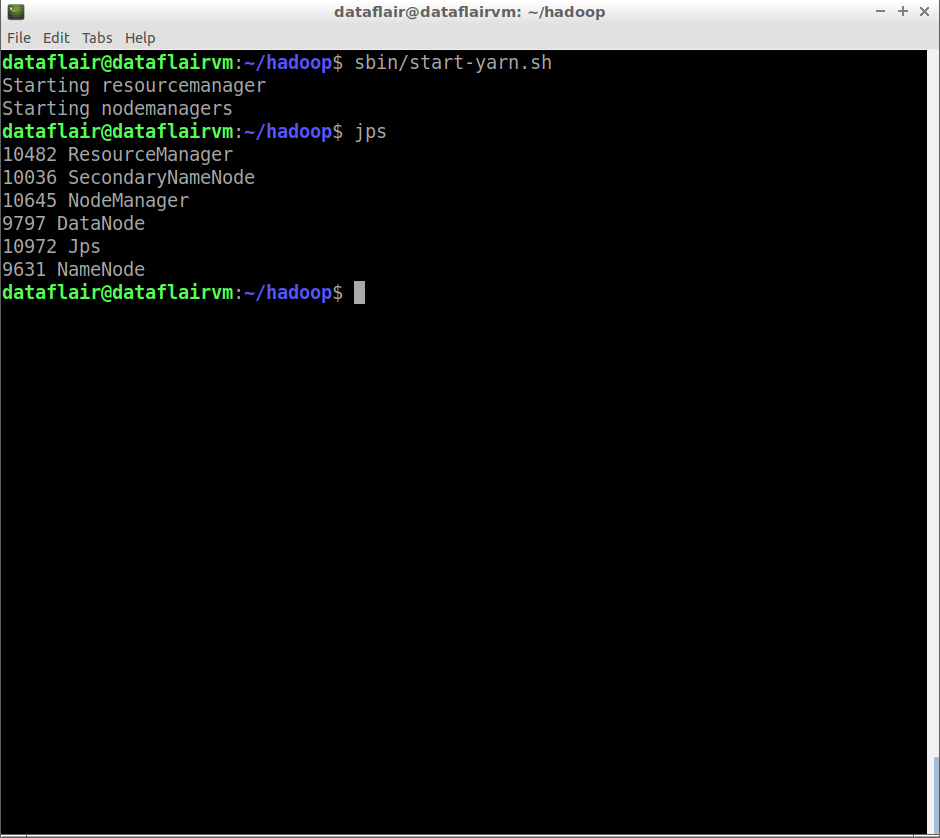 dataflair@dataflairvm: ~/hadoop
File Edit Tabs Help
dataflair@dataflairvm:~/hadoop$ sbin/start-yarn.sh
Starting resourcemanager
Starting nodemanagers
dataflair@dataflairvm:~/hadoop$ jps
10482 ResourceManager
10036 SecondaryNameNode
10645 NodeManager
9797 DataNode
10972 Jps
9631 NameNode
dataflair@dataflairvm:~/hadoop$